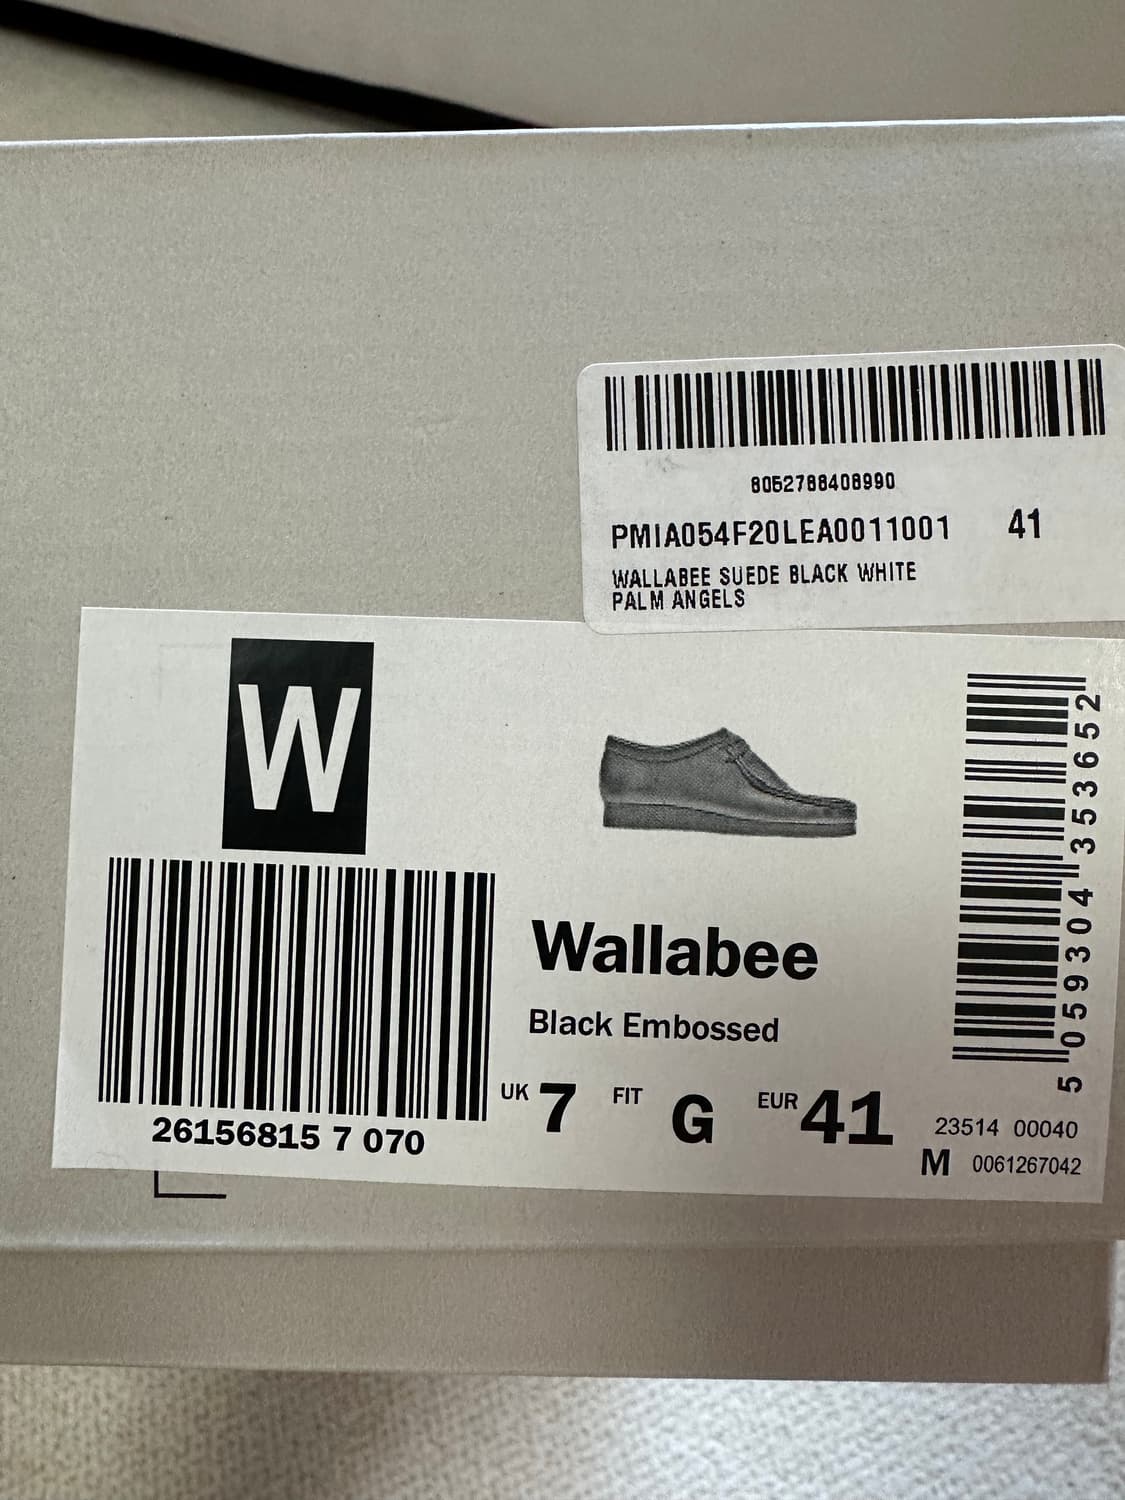 8052788408990
PMIA054F20LEA0011001 41
WALLABEE SUEDE BLACK WHITE
PALM ANGELS
W
26156815 7 070
Wallabee
Black Embossed
UK 7 FIT G EUR 41
5 059304 353652
23514 00040
M 0061267042